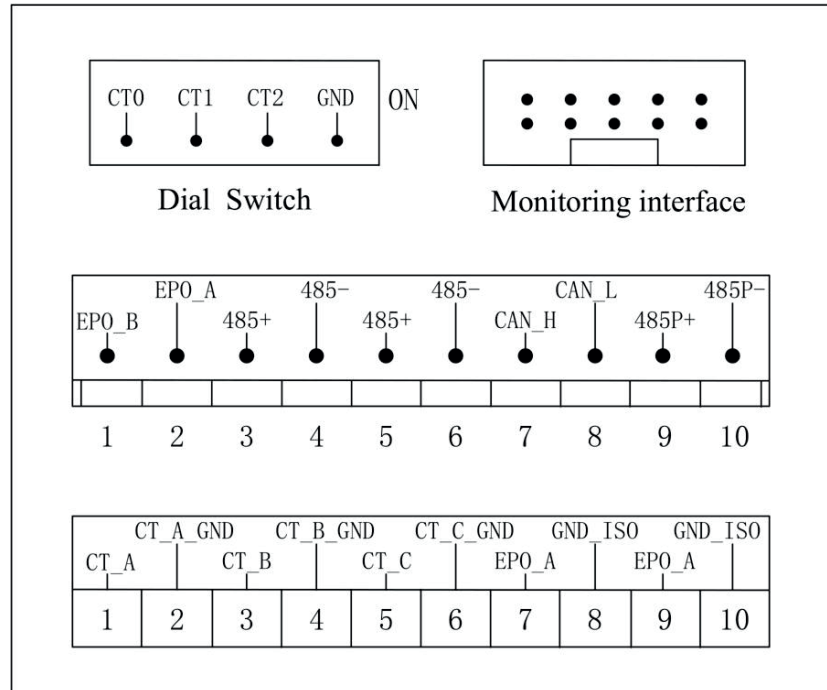 CT0 CT1 CT2 GND ON
Dial Switch
Monitoring interface
EPO_B EPO_A 485+ 485- 485+ 485- CAN_H CAN_L 485P+ 485P-
1 2 3 4 5 6 7 8 9 10
CT_A CT_A_GND CT_B CT_B_GND CT_C CT_C_GND EPO_A GND_ISO EPO_A GND_ISO
1 2 3 4 5 6 7 8 9 10